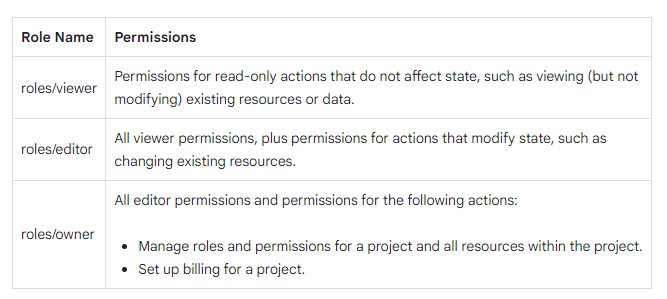 Role Name Permissions
roles/viewer
Permissions for read-only actions that do not affect state, such as viewing (but not
modifying) existing resources or data.
roles/editor
All viewer permissions, plus permissions for actions that modify state, such as
changing existing resources.
roles/owner
All editor permissions and permissions for the following actions:
• Manage roles and permissions for a project and all resources within the project.
• Set up billing for a project.